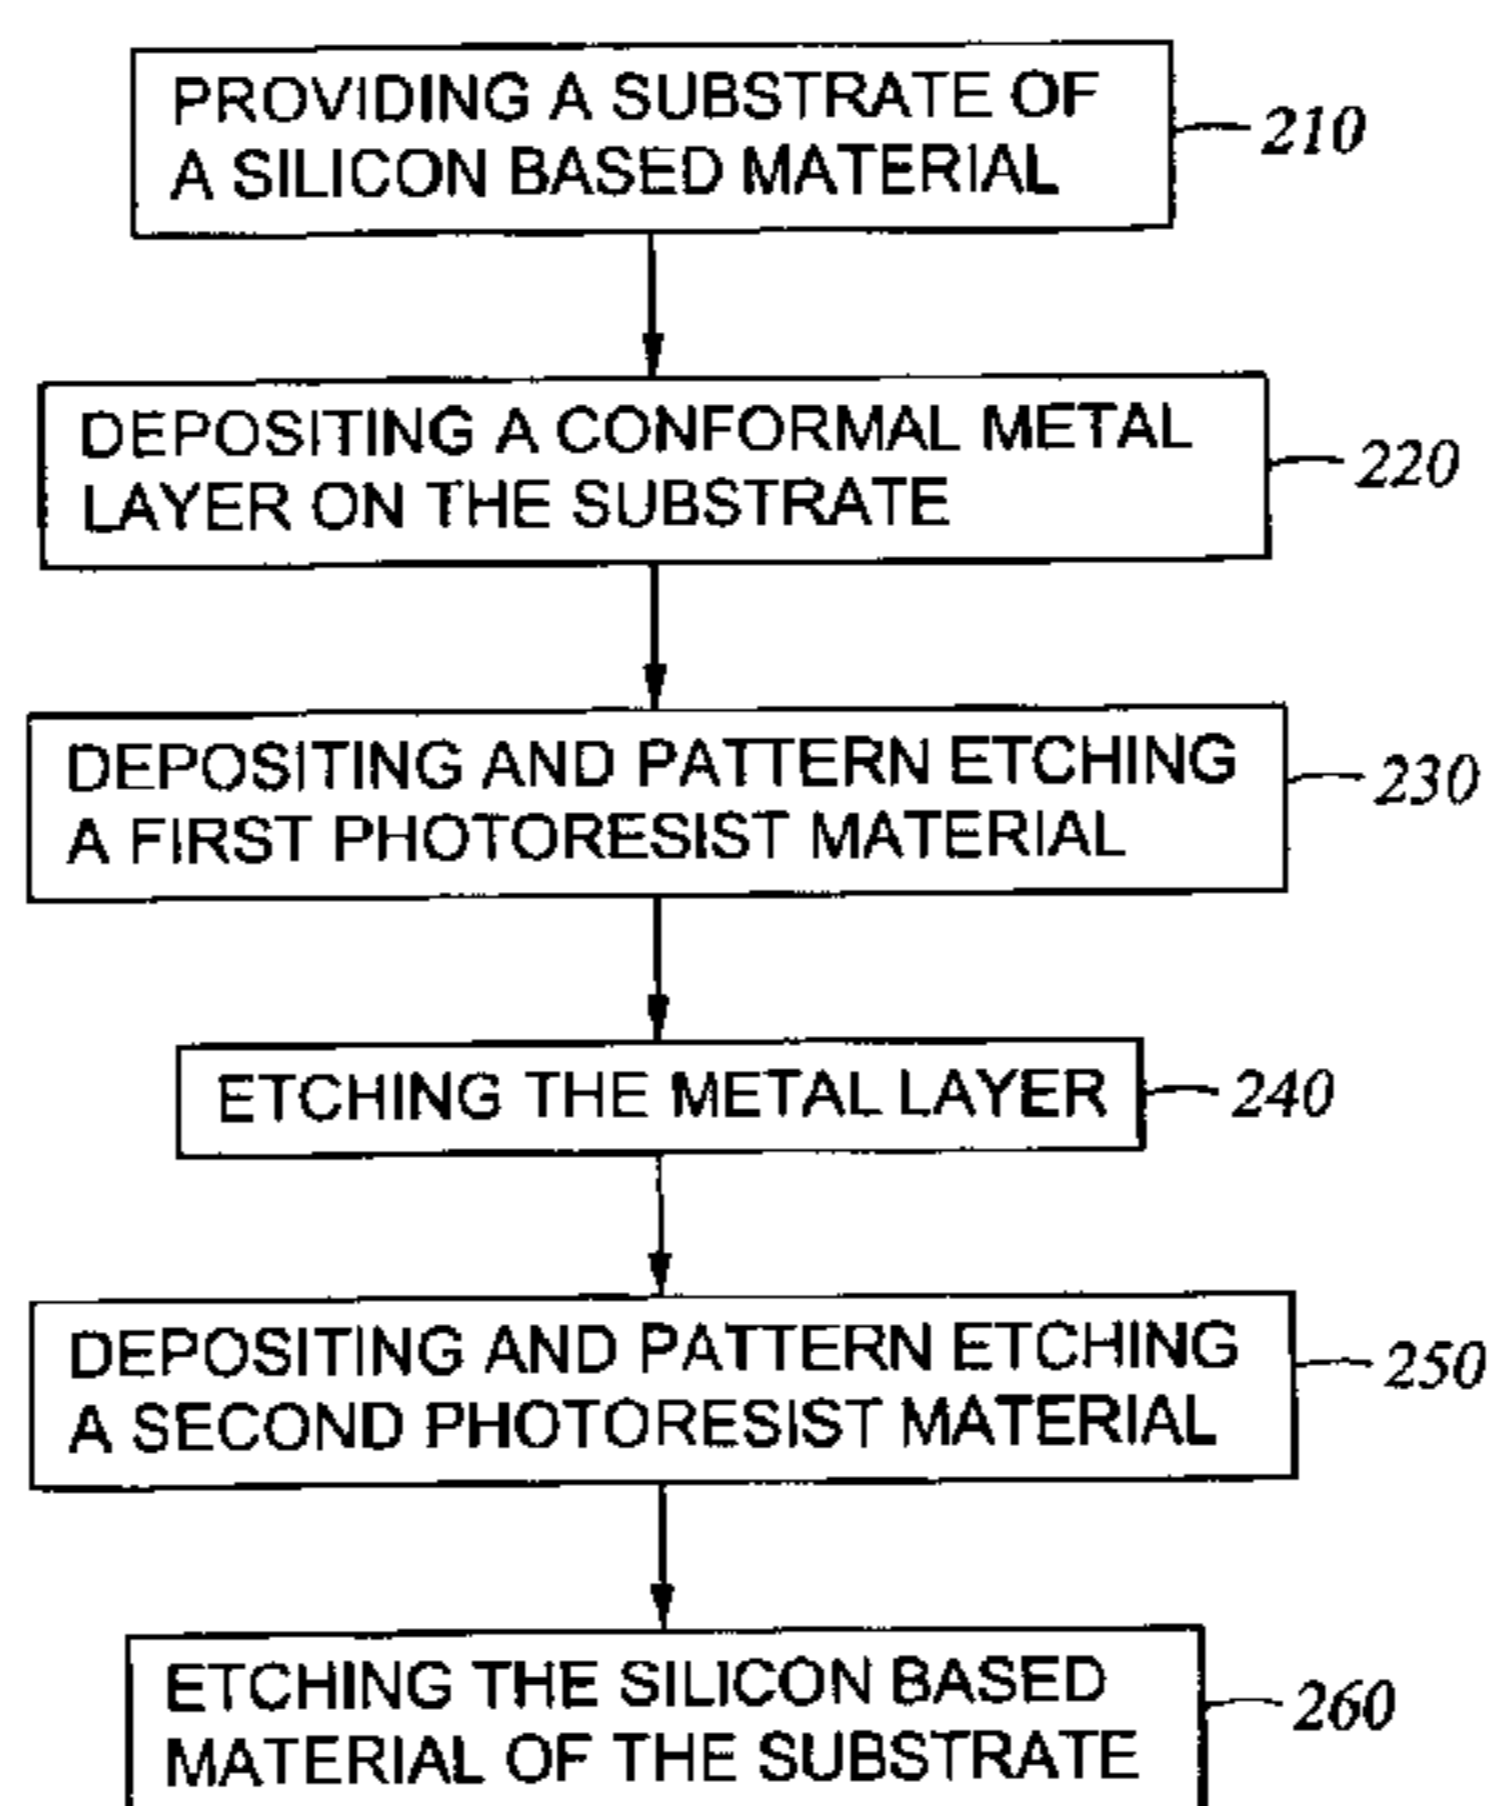 PROVIDING A SUBSTRATE OF
A SILICON BASED MATERIAL
210
DEPOSITING A CONFORMAL METAL
LAYER ON THE SUBSTRATE
220
DEPOSITING AND PATTERN ETCHING
A FIRST PHOTORESIST MATERIAL
230
ETCHING THE METAL LAYER
240
DEPOSITING AND PATTERN ETCHING
A SECOND PHOTORESIST MATERIAL
250
ETCHING THE SILICON BASED
MATERIAL OF THE SUBSTRATE
260